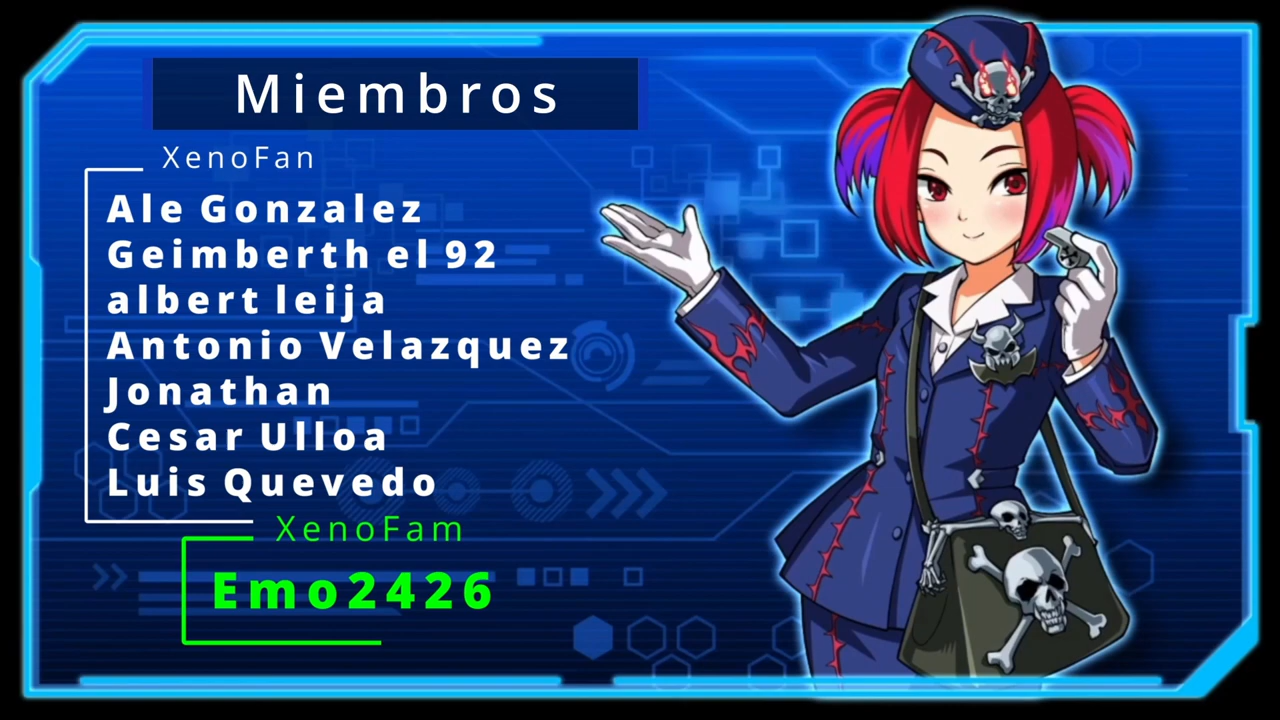 Miembros
XenoFan
Ale Gonzalez
Geimberth el 92
albert leija
Antonio Velazquez
Jonathan
Cesar Ulloa
Luis Quevedo
XenoFam
Emo2426